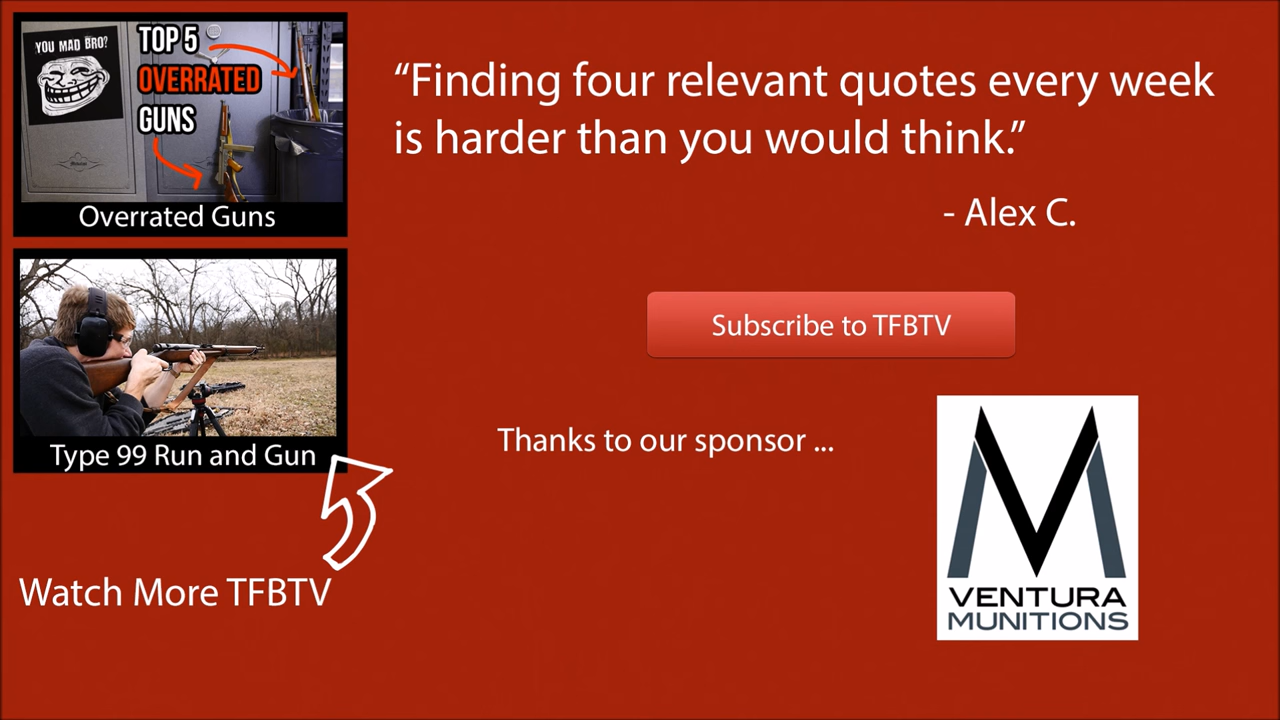 YOU MAD BRO?
TOP 5
OVERRATED
GUNS
Overrated Guns
Type 99 Run and Gun
Watch More TFBTV
“Finding four relevant quotes every week
is harder than you would think.”
- Alex C.
Subscribe to TFBTV
Thanks to our sponsor ...
VENTURA
MUNITIONS